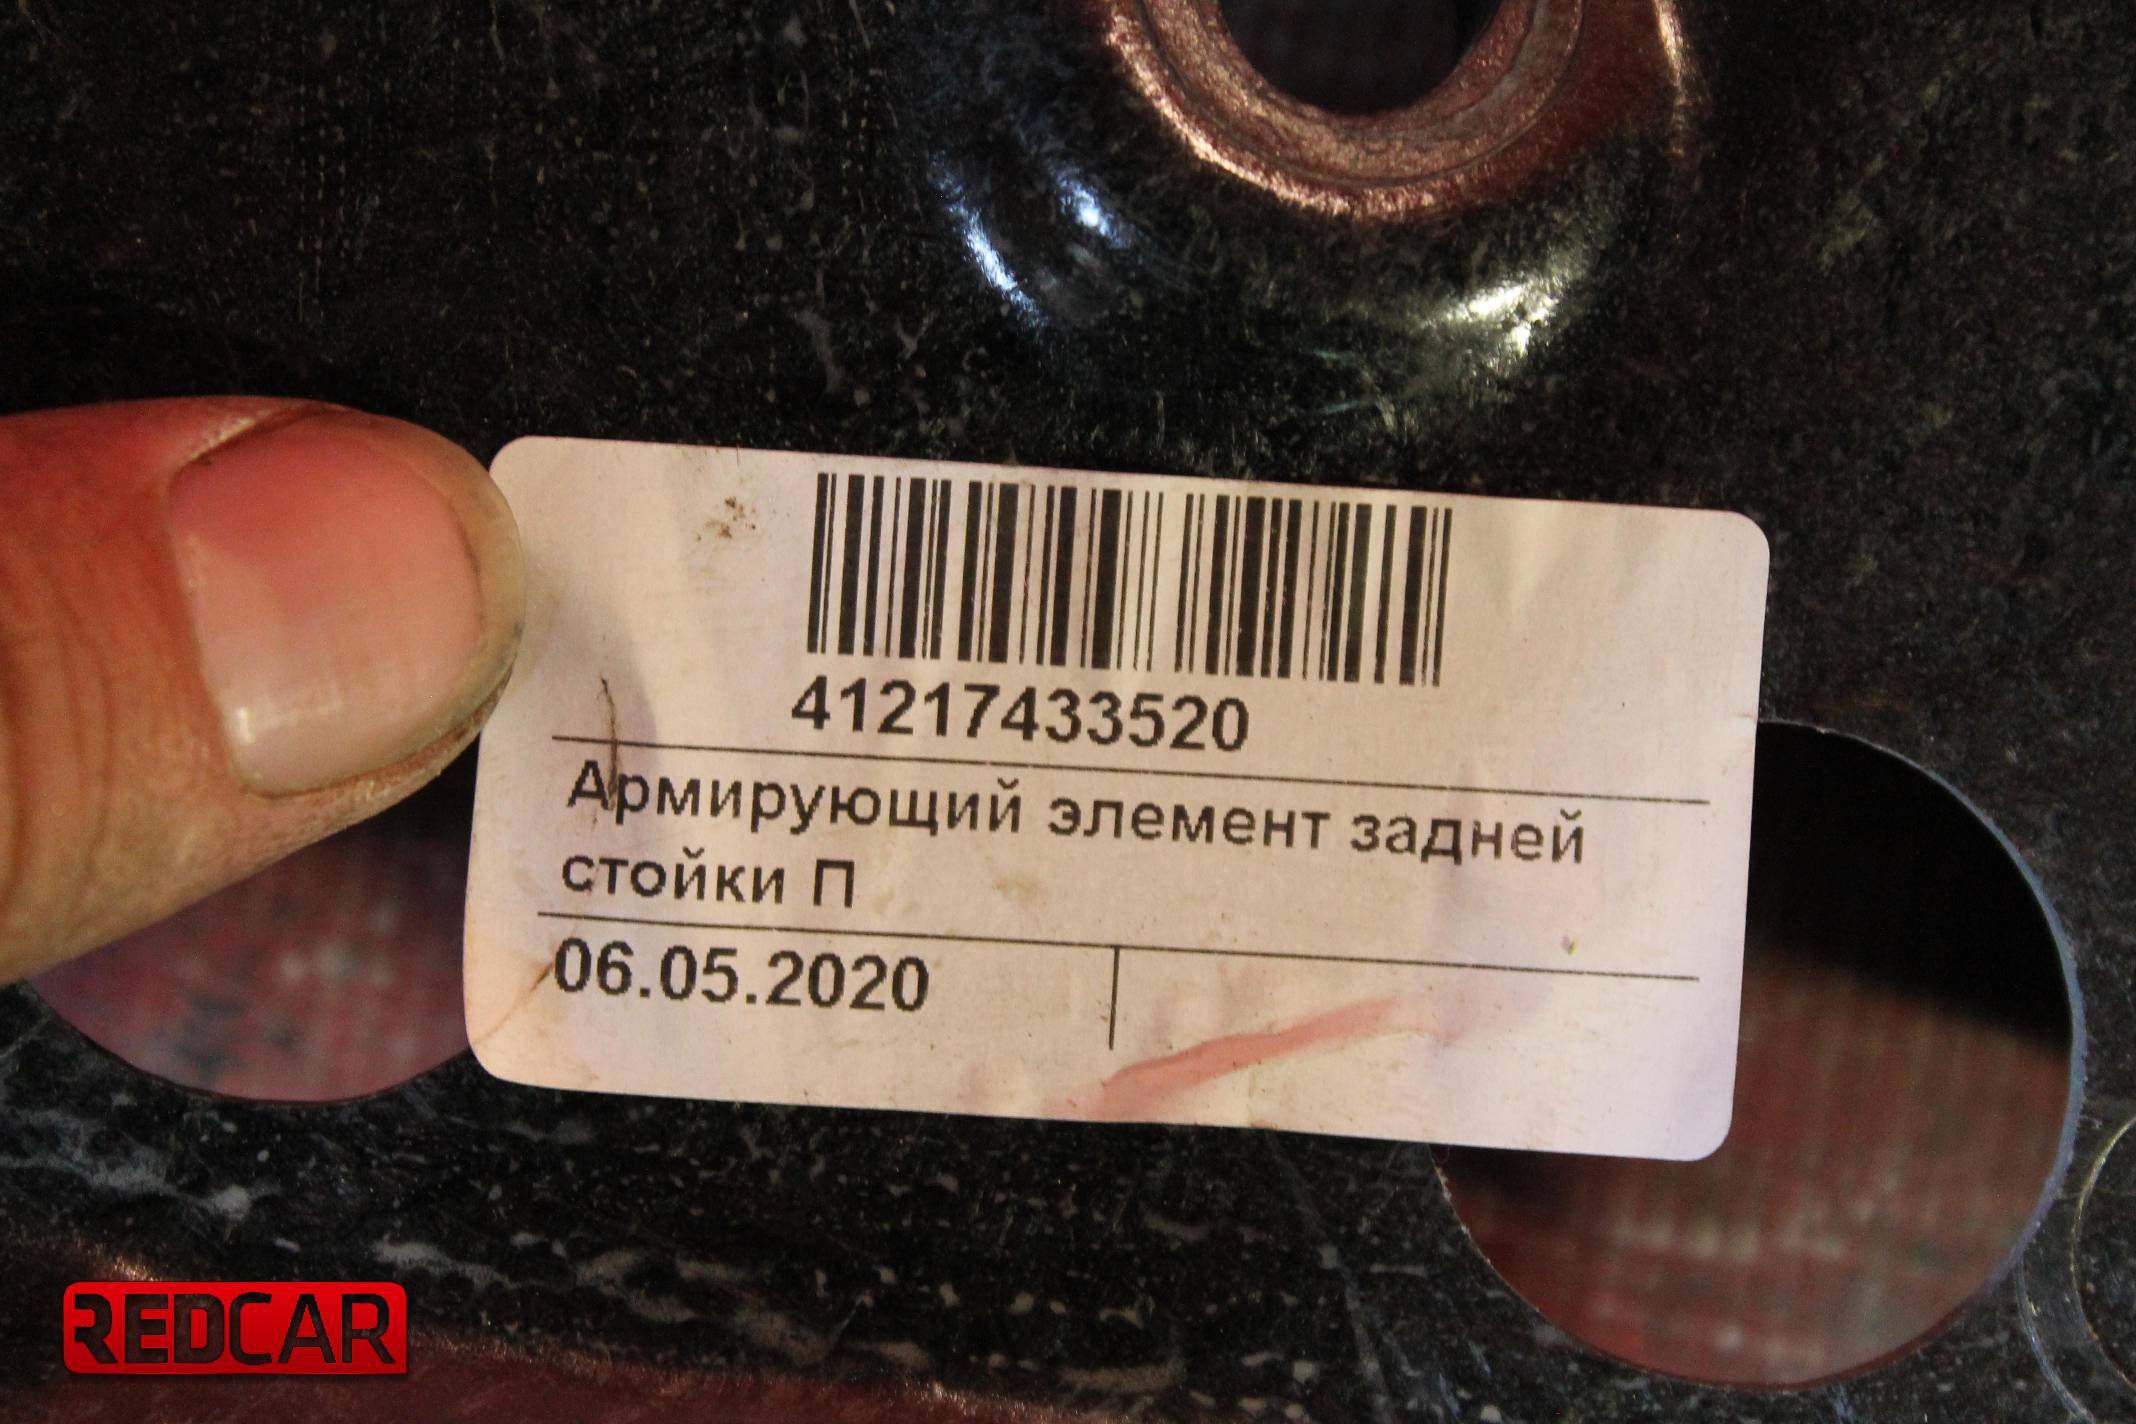 41217433520
Армирующий элемент задней
стойки П
06.05.2020
REDCAR